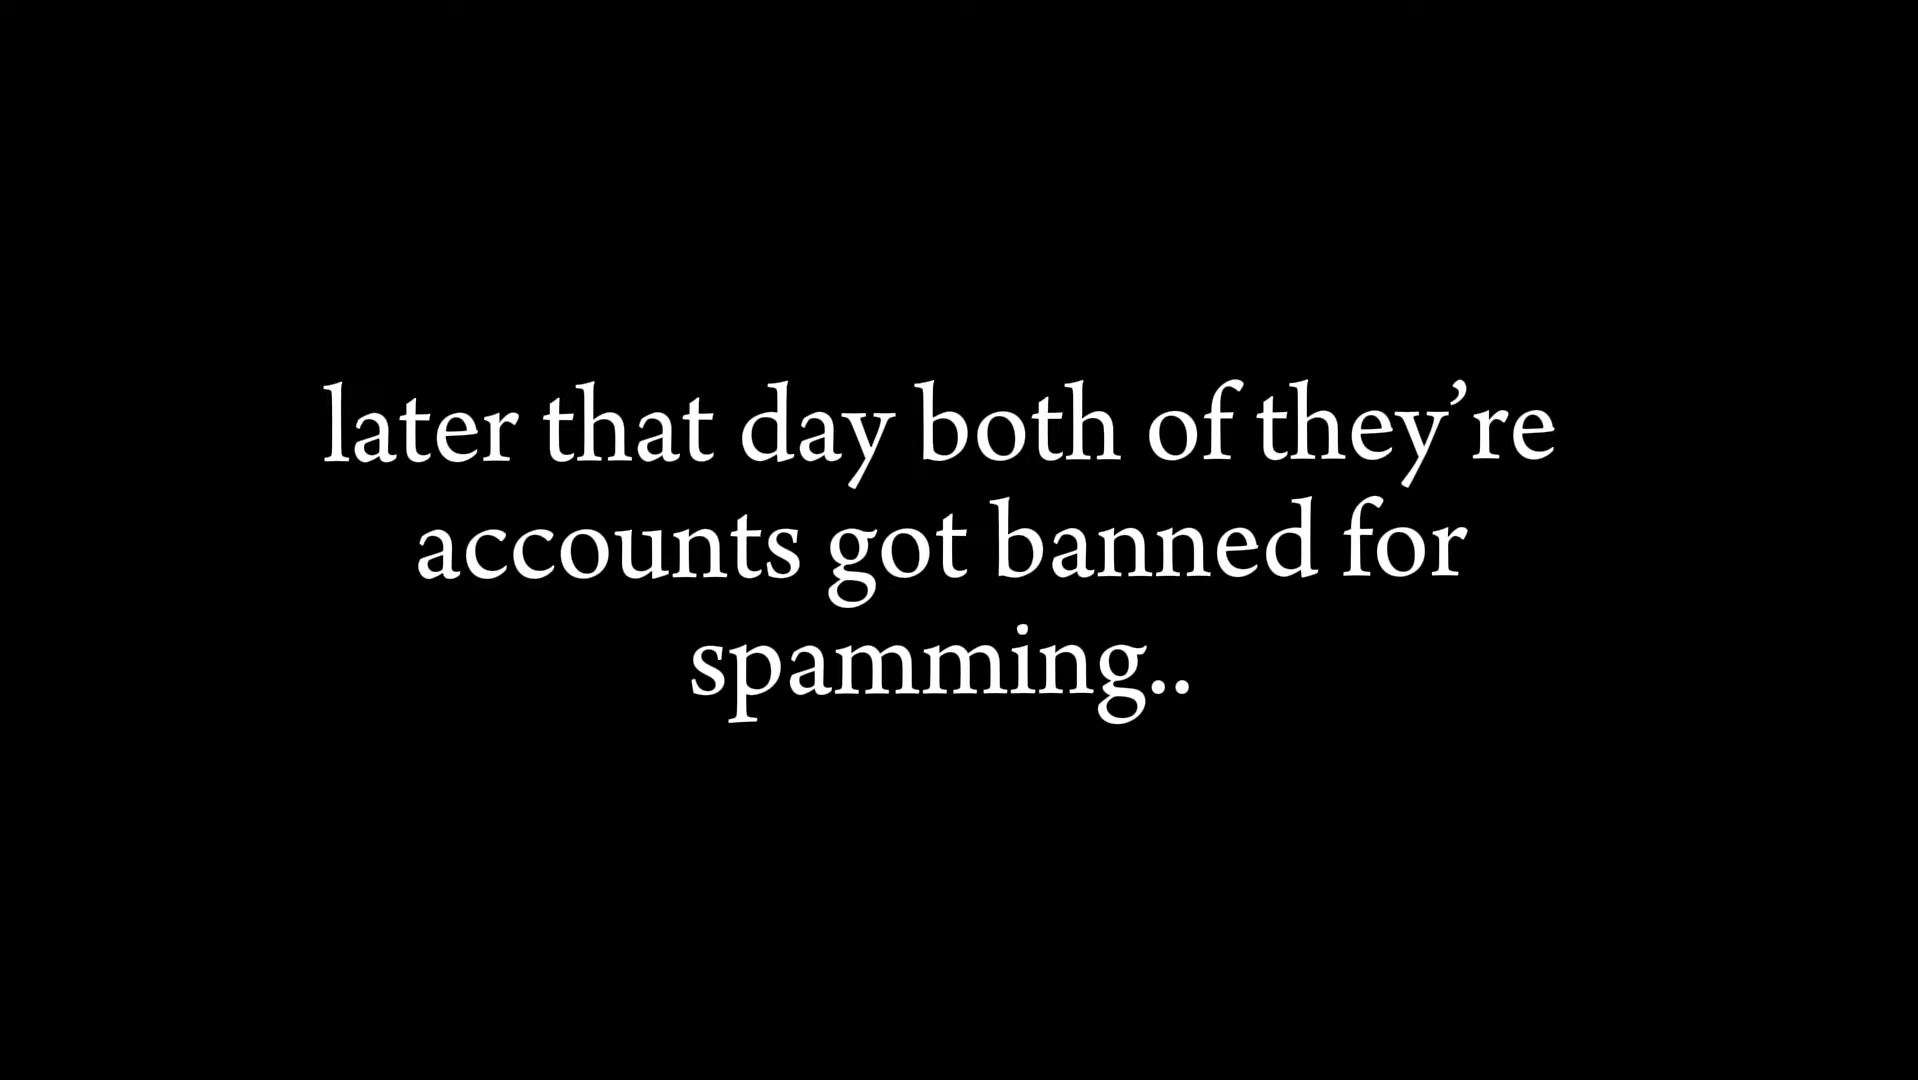 later that day both of they’re
accounts got banned for
spamming..